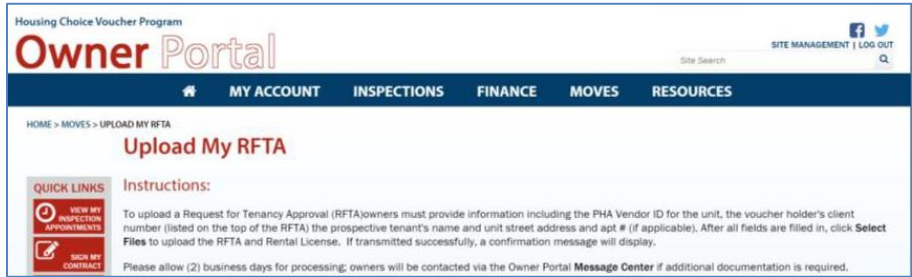 Housing Choice Voucher Program
Owner Portal
SITE MANAGEMENT | LOG OUT
Site Search
MY ACCOUNT INSPECTIONS FINANCE MOVES RESOURCES
HOME > MOVES > UPLOAD MY RFTA
Upload My RFTA
QUICK LINKS
VIEW MY
INSPECTION
APPOINTMENTS
SIGN MY
CONTRACT
Instructions:
To upload a Request for Tenancy Approval (RFTA)owners must provide information including the PHA Vendor ID for the unit, the voucher holder's client
number (listed on the top of the RFTA) the prospective tenant's name and unit street address and apt # (if applicable). After all fields are filled in, click Select
Files to upload the RFTA and Rental License. If transmitted successfully, a confirmation message will display.
Please allow (2) business days for processing; owners will be contacted via the Owner Portal Message Center if additional documentation is required.